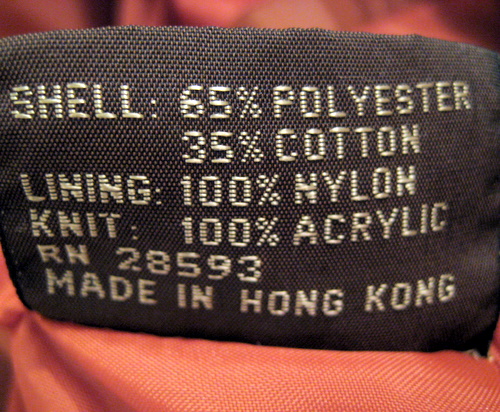 SHELL: 65% POLYESTER
35% COTTON
LINING: 100% NYLON
KNIT: 100% ACRYLIC
RN 28593
MADE IN HONG KONG